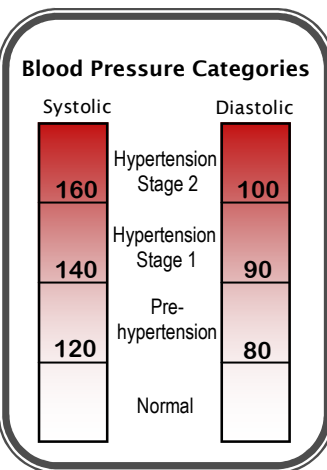 Blood Pressure Categories
Systolic Diastolic
Hypertension
Stage 2
160 100
Hypertension
Stage 1
140 90
Pre-
hypertension
120 80
Normal